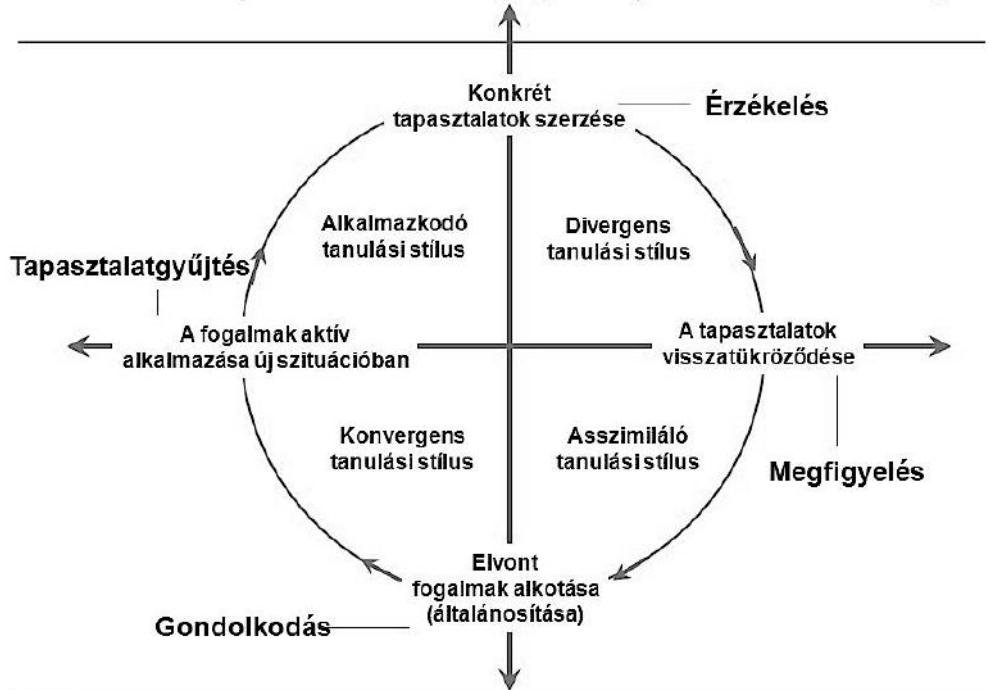 Konkrét
tapasztalatok szerzése
Érzékelés
Alkalmazkodó
tanulási stílus
Divergens
tanulási stílus
Tapasztalatgyűjtés
A fogalmak aktív
alkalmazása új szituációban
A tapasztalatok
visszatükröződése
Konvergens
tanulási stílus
Asszimiláló
tanulási stílus
Megfigyelés
Elvont
fogalmak alkotása
(általánosítása)
Gondolkodás